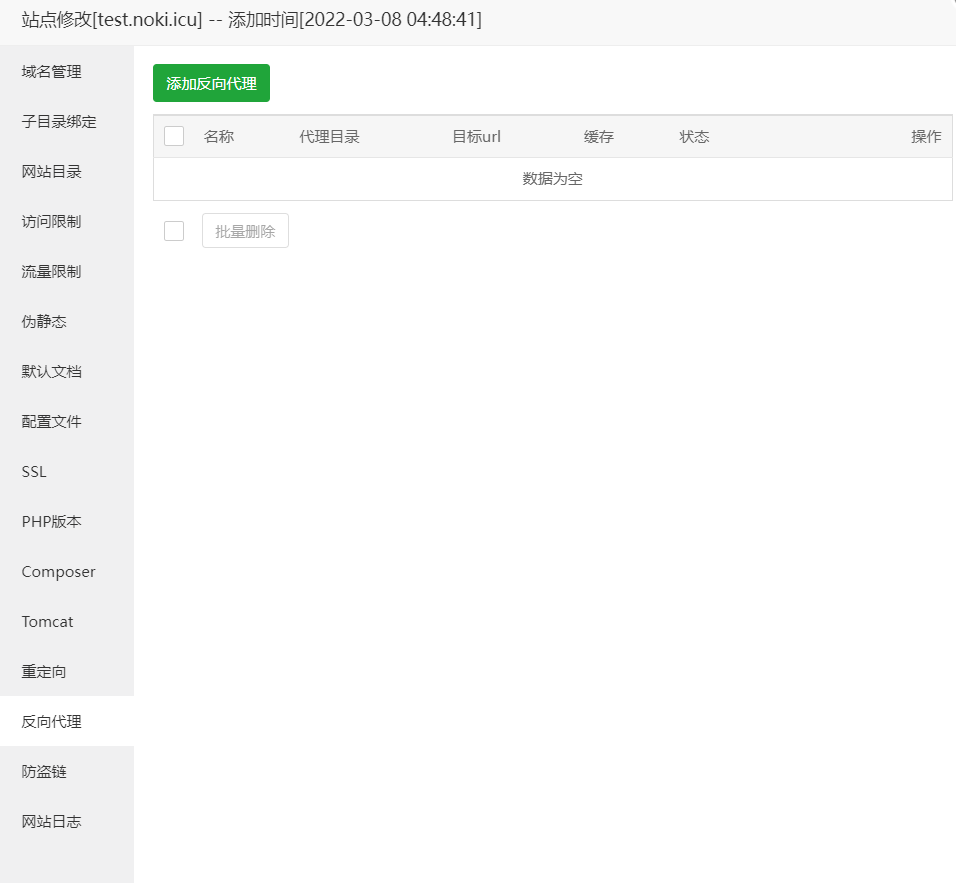 站点修改[test.noki.icu] -- 添加时间[2022-03-08 04:48:41]
域名管理
子目录绑定
网站目录
访问限制
流量限制
伪静态
默认文档
配置文件
SSL
PHP版本
Composer
Tomcat
重定向
反向代理
防盗链
网站日志
添加反向代理
名称 代理目录 目标url 缓存 状态 操作
数据为空
批量删除